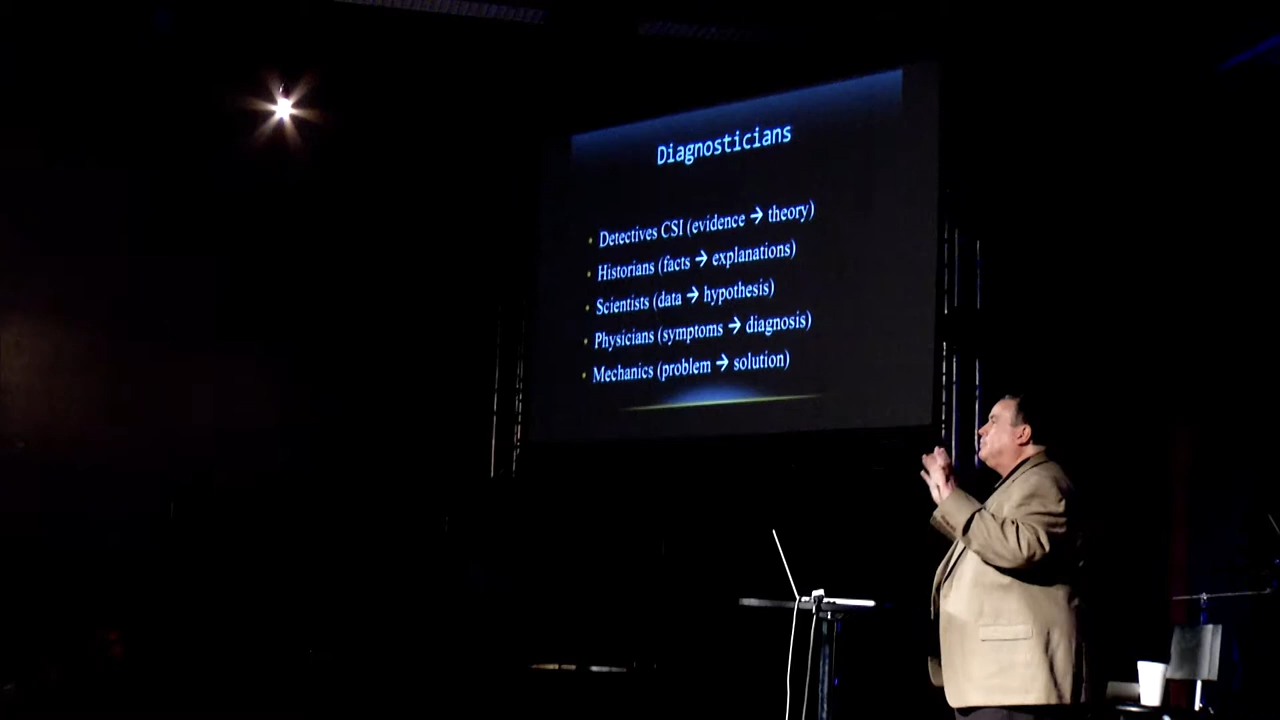 Diagnosticians
• Detectives CSI (evidence → theory)
• Historians (facts → explanations)
• Scientists (data → hypothesis)
• Physicians (symptoms → diagnosis)
• Mechanics (problem → solution)